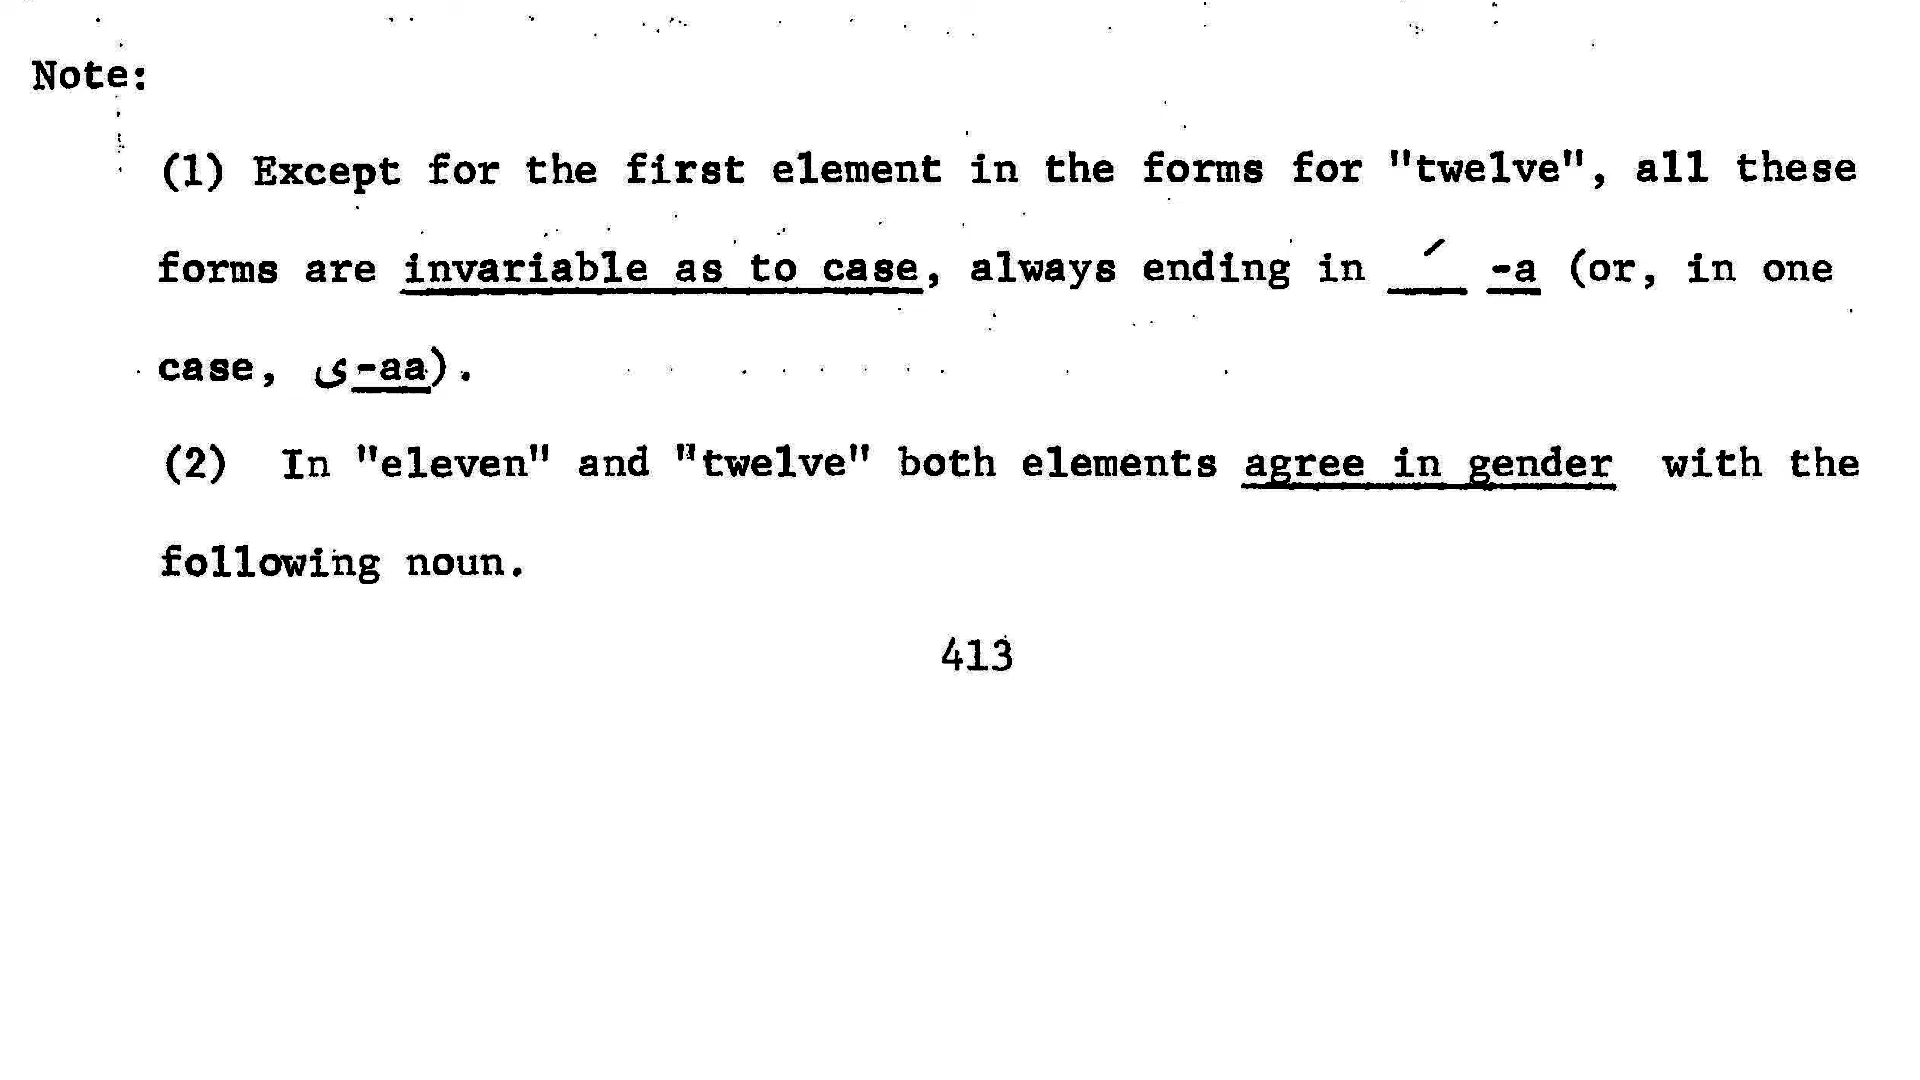 Note:
(1) Except for the first element in the forms for "twelve", all these
forms are invariable as to case, always ending in  َ  -a (or, in one
case, ى -aa).
(2) In "eleven" and "twelve" both elements agree in gender with the
following noun.
413